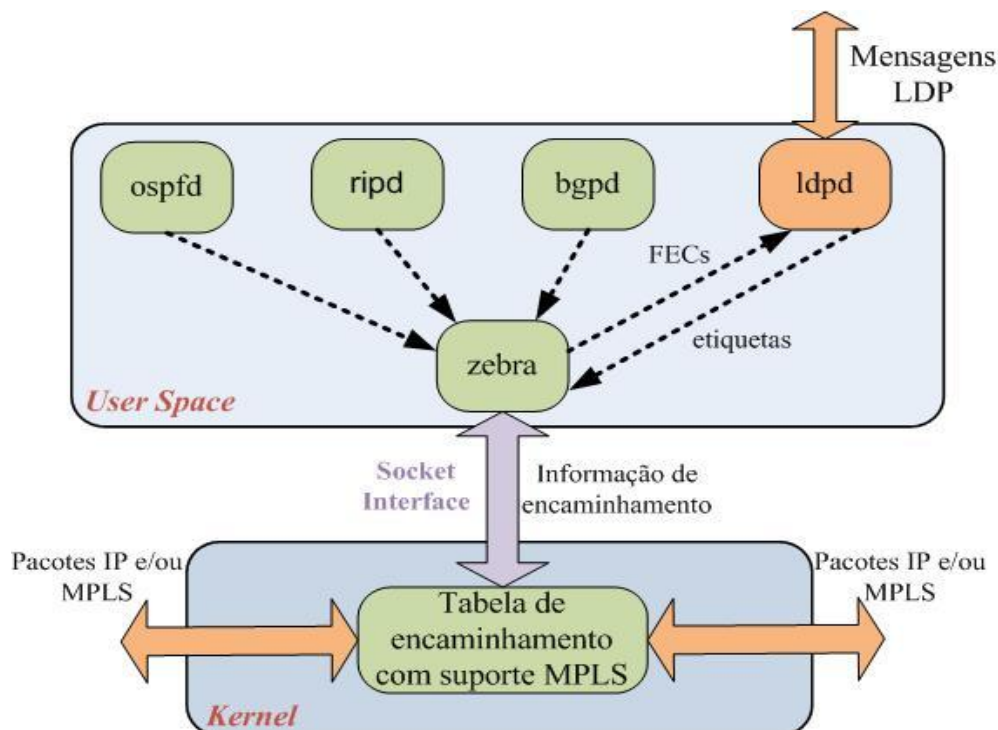 Mensagens
LDP
ospfd
ripd
bgpd
ldpd
FECs
etiquetas
zebra
User Space
Socket
Interface
Informação de
encaminhamento
Pacotes IP e/ou
MPLS
Pacotes IP e/ou
MPLS
Tabela de
encaminhamento
com suporte MPLS
Kernel